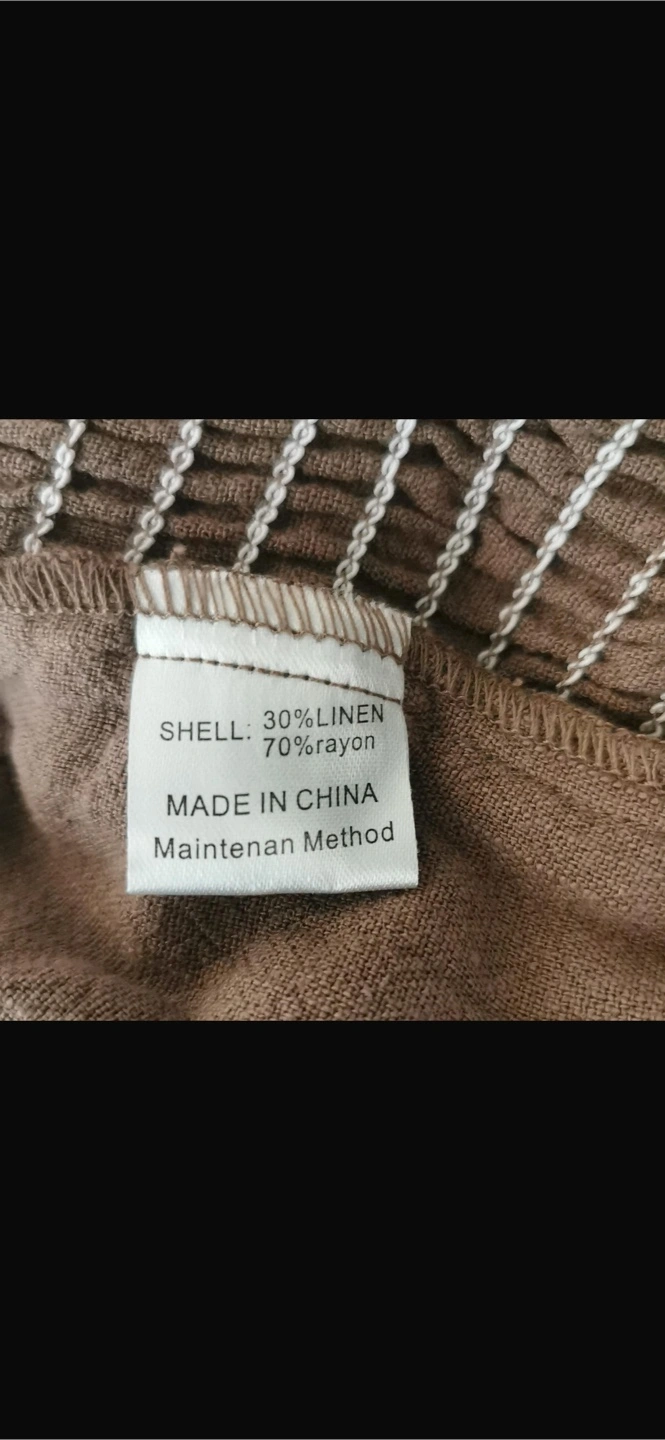 SHELL: 30%LINEN
70%rayon
MADE IN CHINA
Maintenan Method